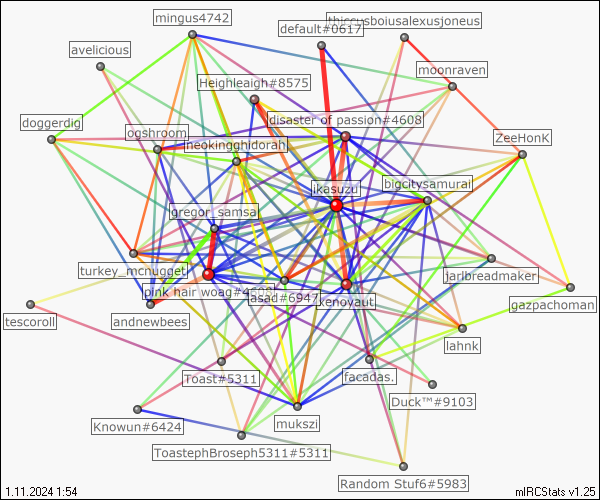 mingus4742
thiccusboiusalexusjoneus
default#0617
avelicious
moonraven
Heighleaigh#8575
disaster of passion#4608
doggerdig
ogshroom
ZeeHonK
neokingghidorah
bigcitysamurai
ikasuzu
gregor_samsa
turkey_mcnugget
jarlbreadmaker
pink hair woag#4608
asad#6947
kenoyaut
gazpachoman
tescoroll
andnewbees
lahnk
Toast#5311
facadas.
Duck™#9103
Knowun#6424
mukszi
ToastephBroseph5311#5311
Random Stuf6#5983
1.11.2024 1:54
mIRCStats v1.25